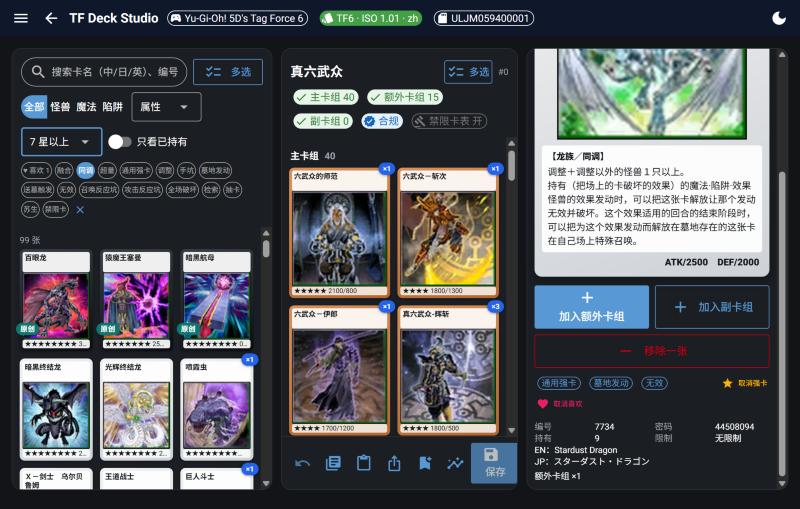 TF Deck Studio
Yu-Gi-Oh! 5D's Tag Force 6
TF6 · ISO 1.01 · zh
ULJM059400001
搜索卡名（中/日/英）、编号
多选
全部 怪兽 魔法 陷阱
属性
7 星以上
只看已持有
♥ 喜欢 1 融合 同调 超量 通用强卡 调整 手坑 墓地发动
送墓触发 无效 召唤反应坑 攻击反应坑 全场破坏 检索 抽卡
苏生 禁限卡
99 张
百眼龙
原创
★★★★★★★★ 3...
猿魔王塞曼
原创
★★★★★★★★ 25...
暗黑航母
原创
★★★★★★★★ 0...
暗黑终结龙
★★★★★★★★ 2...
光辉终结龙
★★★★★★★★ 2...
×1
喷露虫
★★★★★★★★...
X－剑士 乌尔贝鲁姆
王道战士
×1
巨人斗士
真六武众
多选
#0
主卡组 40
额外卡组 15
副卡组 0
合规
禁限卡表 开
主卡组 40
×1
六武众的师范
★★★★★ 2100/800
×1
六武众－斩次
★★★★ 1800/1300
×1
六武众－伊郎
★★★★ 1700/1200
×3
真六武众-辉斩
★★★★ 1800/500
保存
【龙族／同调】
调整＋调整以外的怪兽１只以上。
持有（把场上的卡破坏的效果）的魔法·陷阱·效果
怪兽的效果发动时，可以把这张卡解放让那个发动
无效并破坏。这个效果适用的回合的结束阶段时，
可以把为这个效果发动而解放在墓地存在的这张卡
在自己场上特殊召唤。
ATK/2500 DEF/2000
加入额外卡组
加入副卡组
移除一张
通用强卡 墓地发动 无效
取消强卡
取消喜欢
编号 7734 密码 44508094
持有 9 限制 无限制
EN：Stardust Dragon
JP：スターダスト・ドラゴン
额外卡组 ×1